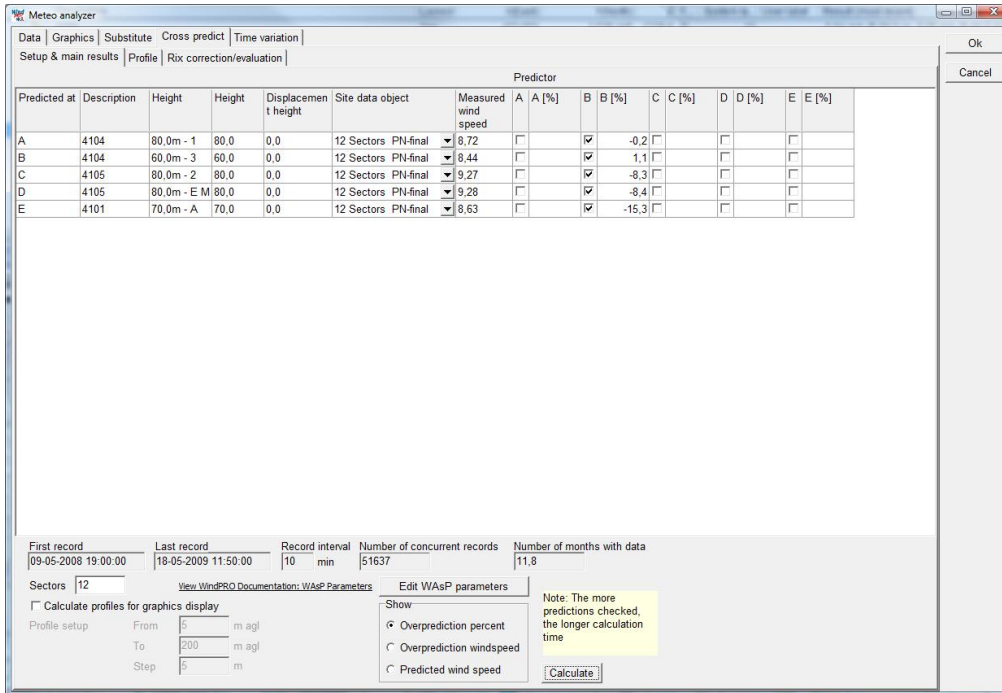 Meteo analyzer
Data Graphics Substitute Cross predict Time variation
Setup & main results Profile Rix correction/evaluation
Ok
Cancel
Predictor
Predicted at Description Height Height Displacemen t height Site data object Measured wind speed A A [%] B B [%] C C [%] D D [%] E E [%]
A 4104 80,0m - 1 80,0 0,0 12 Sectors PN-final 8,72 -0,2
B 4104 60,0m - 3 60,0 0,0 12 Sectors PN-final 8,44 1,1
C 4105 80,0m - 2 80,0 0,0 12 Sectors PN-final 9,27 -8,3
D 4105 80,0m - E M 80,0 0,0 12 Sectors PN-final 9,28 -8,4
E 4101 70,0m - A 70,0 0,0 12 Sectors PN-final 8,63 -15,3
First record Last record Record interval Number of concurrent records Number of months with data
09-05-2008 19:00:00 18-05-2009 11:50:00 10 min 51637 11,8
Sectors 12 View WindPRO Documentation: WAsP Parameters Edit WAsP parameters
Calculate profiles for graphics display
Profile setup From 5 m agl
To 200 m agl
Step 5 m
Show
Overprediction percent
Overprediction windspeed
Predicted wind speed
Note: The more
predictions checked,
the longer calculation
time
Calculate